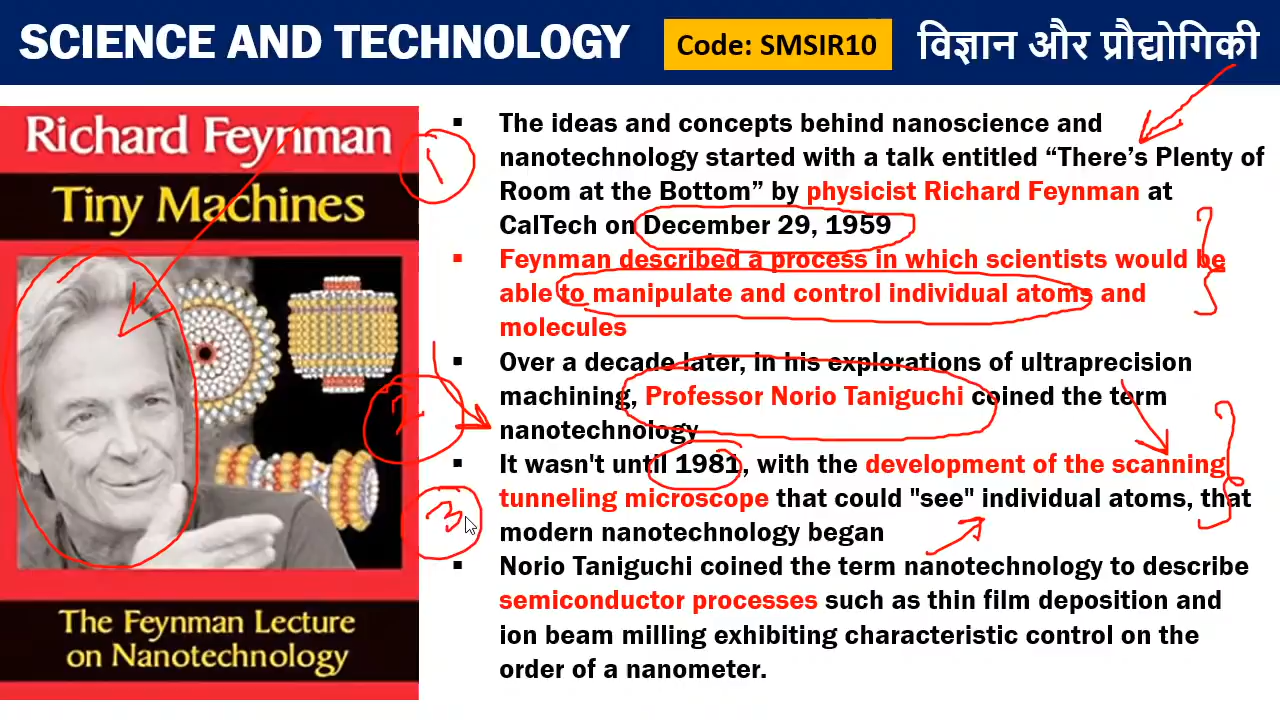 SCIENCE AND TECHNOLOGY
Code: SMSIR10
विज्ञान और प्रौद्योगिकी
Richard Feynman
Tiny Machines
The Feynman Lecture
on Nanotechnology
1
▪ The ideas and concepts behind nanoscience and
nanotechnology started with a talk entitled “There’s Plenty of
Room at the Bottom” by physicist Richard Feynman at
CalTech on December 29, 1959
▪ Feynman described a process in which scientists would be
able to manipulate and control individual atoms and
molecules
2
▪ Over a decade later, in his explorations of ultraprecision
machining, Professor Norio Taniguchi coined the term
nanotechnology
3
▪ It wasn't until 1981, with the development of the scanning
tunneling microscope that could "see" individual atoms, that
modern nanotechnology began
▪ Norio Taniguchi coined the term nanotechnology to describe
semiconductor processes such as thin film deposition and
ion beam milling exhibiting characteristic control on the
order of a nanometer.